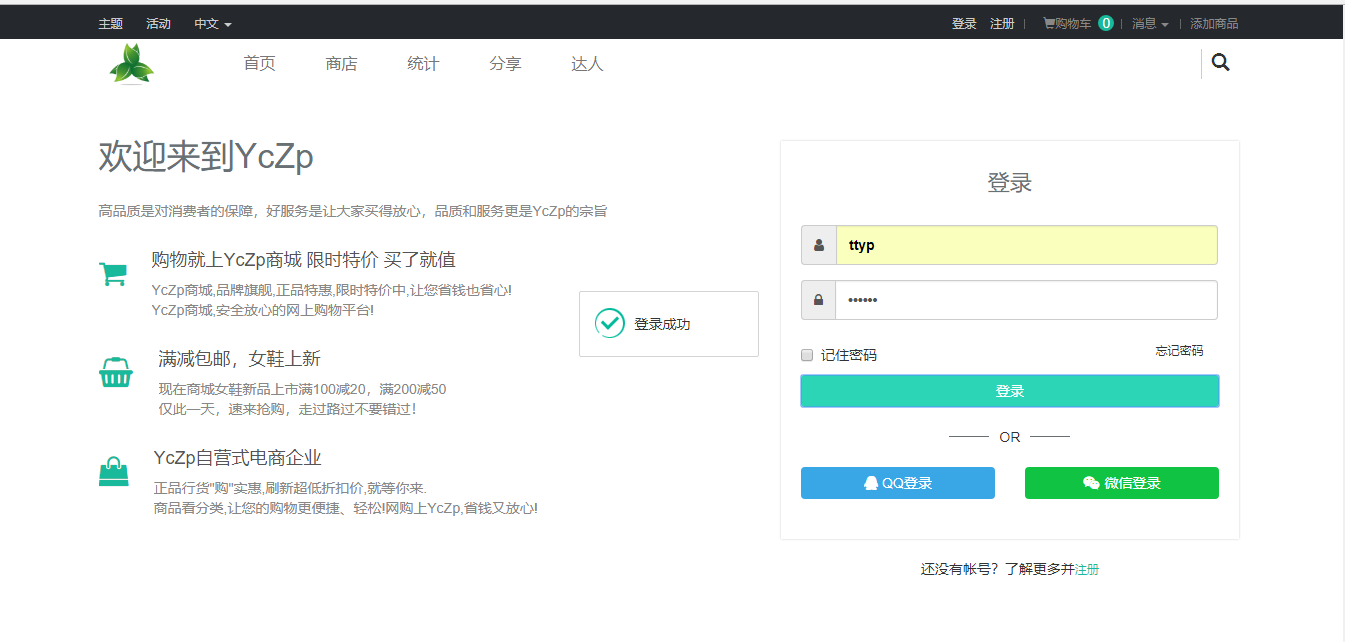 主题 活动 中文
登录 注册 | 购物车 0 | 消息 | 添加商品
首页 商店 统计 分享 达人
欢迎来到YcZp
高品质是对消费者的保障，好服务是让大家买得放心，品质和服务更是YcZp的宗旨
购物就上YcZp商城 限时特价 买了就值
YcZp商城,品牌旗舰,正品特惠,限时特价中,让您省钱也省心!
YcZp商城,安全放心的网上购物平台!
满减包邮，女鞋上新
现在商城女鞋新品上市满100减20，满200减50
仅此一天，速来抢购，走过路过不要错过！
YcZp自营式电商企业
正品行货"购"实惠,刷新超低折扣价,就等你来.
商品看分类,让您的购物更便捷、轻松!网购上YcZp,省钱又放心!
登录成功
登录
ttyp
••••••
记住密码
忘记密码
登录
OR
QQ登录
微信登录
还没有帐号？了解更多并注册